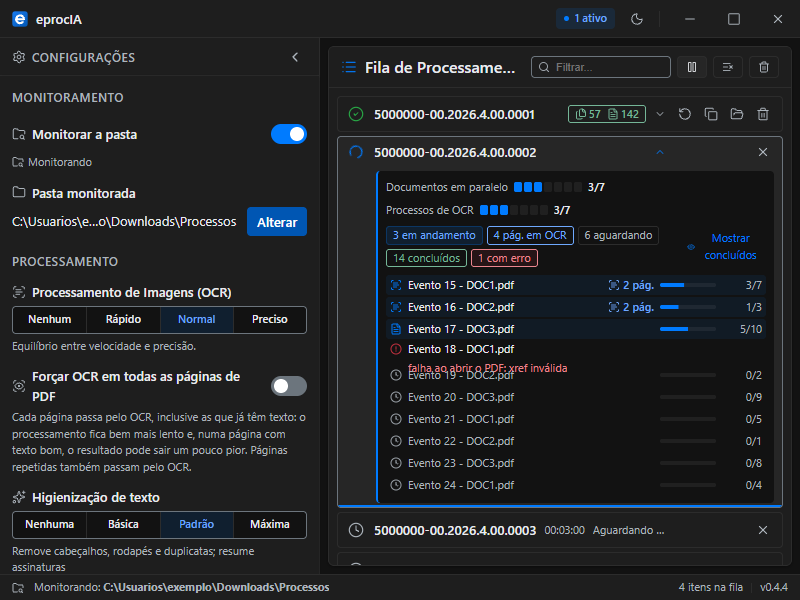 eprocIA
1 ativo
CONFIGURAÇÕES
MONITORAMENTO
Monitorar a pasta
Monitorando
Pasta monitorada
C:\Usuarios\e...o\Downloads\Processos
Alterar
PROCESSAMENTO
Processamento de Imagens (OCR)
Nenhum Rápido Normal Preciso
Equilíbrio entre velocidade e precisão.
Forçar OCR em todas as páginas de
PDF
Cada página passa pelo OCR, inclusive as que já têm texto: o
processamento fica bem mais lento e, numa página com
texto bom, o resultado pode sair um pouco pior. Páginas
repetidas também passam pelo OCR.
Higienização de texto
Nenhuma Básica Padrão Máxima
Remove cabeçalhos, rodapés e duplicatas; resume
assinaturas
Fila de Processame...
Filtrar...
5000000-00.2026.4.00.0001
57 142
5000000-00.2026.4.00.0002
Documentos em paralelo 3/7
Processos de OCR 3/7
3 em andamento 4 pág. em OCR 6 aguardando
14 concluídos 1 com erro
Mostrar
concluídos
Evento 15 - DOC1.pdf 2 pág. 3/7
Evento 16 - DOC2.pdf 2 pág. 1/3
Evento 17 - DOC3.pdf 5/10
Evento 18 - DOC1.pdf
falha ao abrir o PDF: xref inválida
Evento 19 - DOC2.pdf 0/2
Evento 20 - DOC3.pdf 0/9
Evento 21 - DOC1.pdf 0/5
Evento 22 - DOC2.pdf 0/1
Evento 23 - DOC3.pdf 0/8
Evento 24 - DOC1.pdf 0/4
5000000-00.2026.4.00.0003 00:03:00 Aguardando ...
Monitorando: C:\Usuarios\exemplo\Downloads\Processos
4 itens na fila v0.4.4